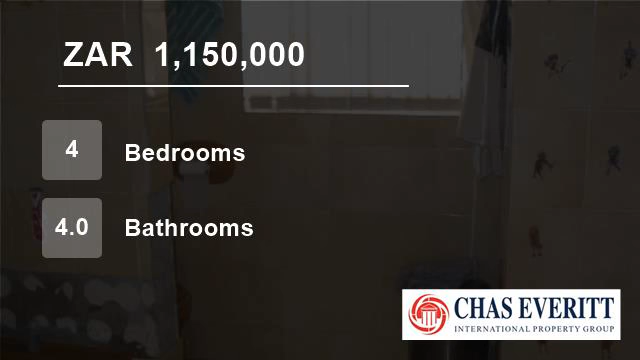 ZAR 1,150,000
4 Bedrooms
4.0 Bathrooms
CHAS EVERITT
INTERNATIONAL PROPERTY GROUP